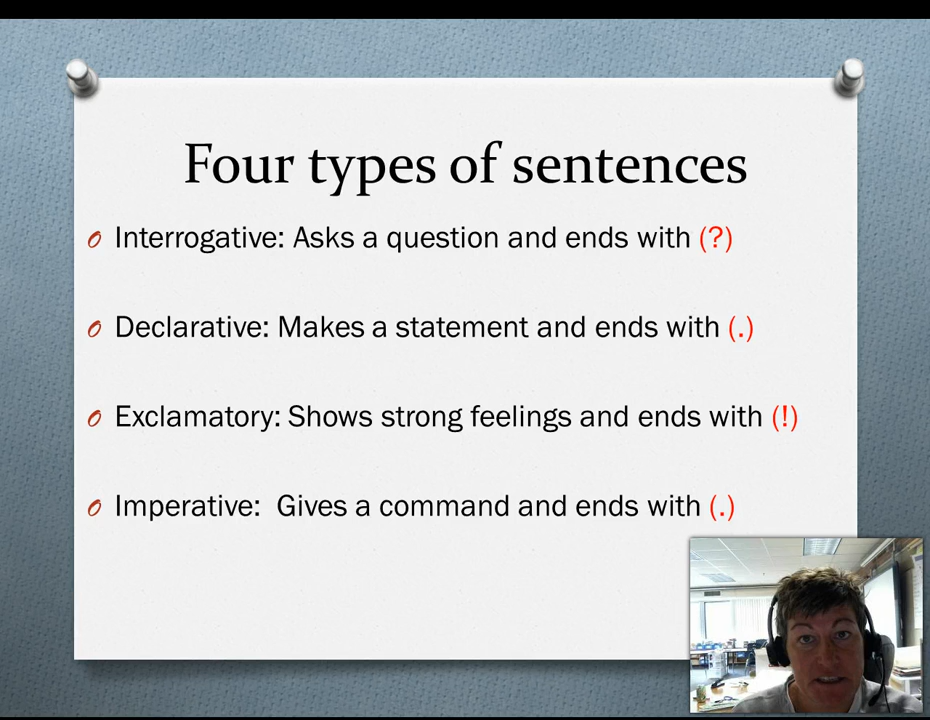 Four types of sentences
Interrogative: Asks a question and ends with (?)
Declarative: Makes a statement and ends with (.)
Exclamatory: Shows strong feelings and ends with (!)
Imperative:  Gives a command and ends with (.)